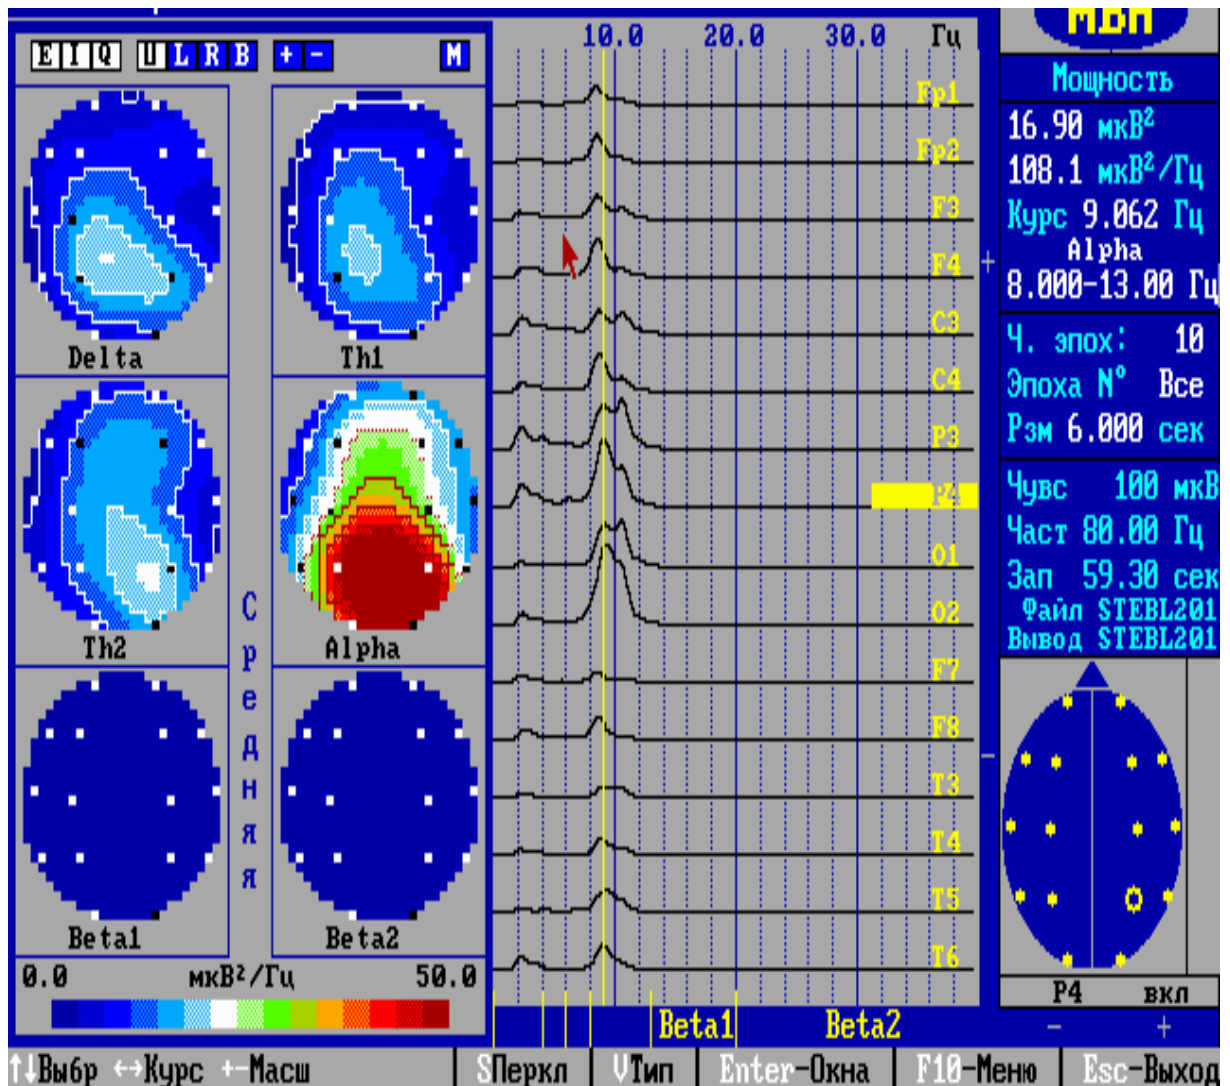 E I Q U L R B + - M
Delta
Th1
Th2
Alpha
Beta1
Beta2
Средняя
0.0 мкВ²/Гц 50.0
10.0 20.0 30.0 Гц
Fp1
Fp2
F3
F4
C3
C4
P3
P4
O1
O2
F7
F8
T3
T4
T5
T6
Beta1 Beta2
МБН
Мощность
16.90 мкВ²
108.1 мкВ²/Гц
Курс 9.062 Гц
Alpha
8.000-13.00 Гц
Ч. эпох: 10
Эпоха N° Все
Рзм 6.000 сек
Чувс 100 мкВ
Част 80.00 Гц
Зап 59.30 сек
Файл STEBL201
Вывод STEBL201
P4 вкл
- +
↑↓Выбр ↔Курс +-Масш SПеркл VТип Enter-Окна F10-Меню Esc-Выход